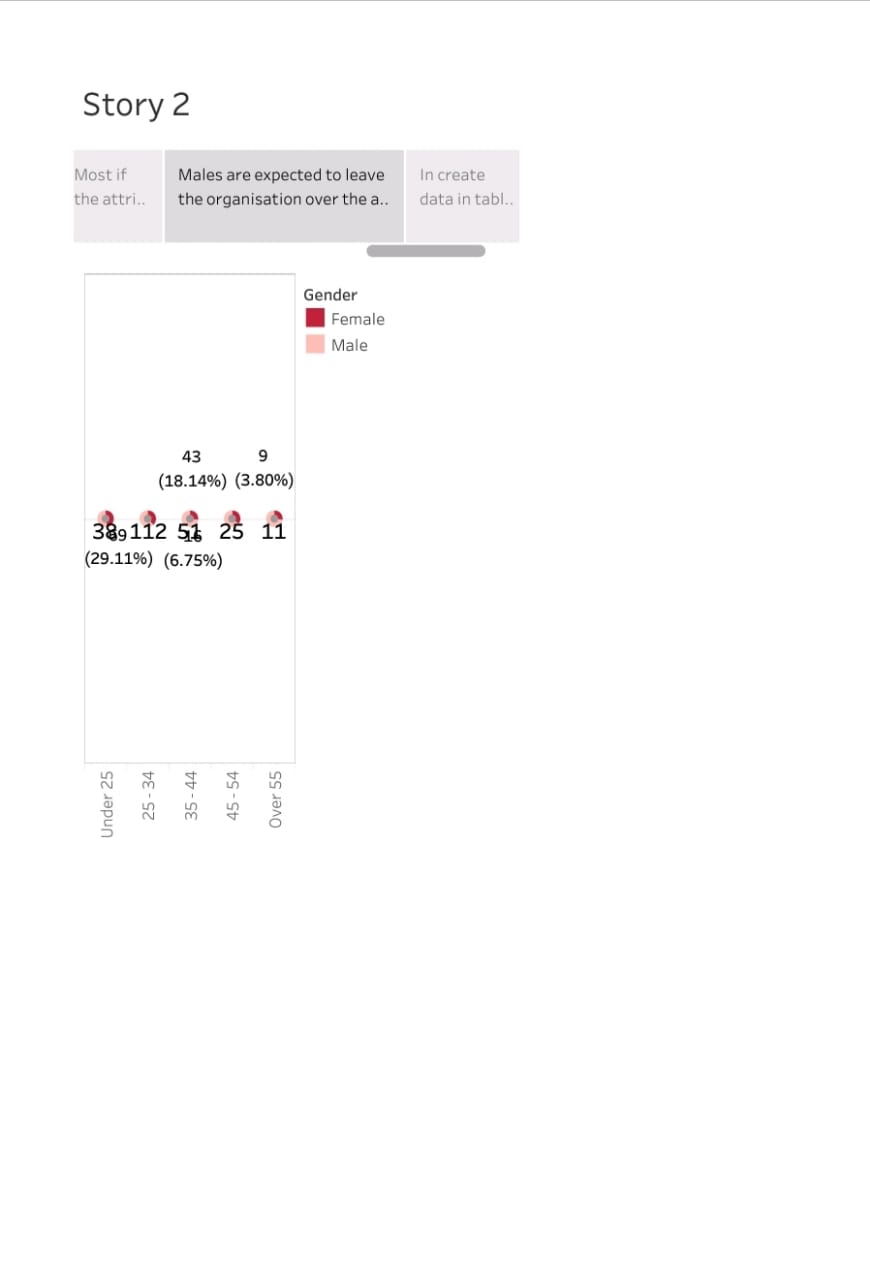 Story 2
Most if
the attri..
Males are expected to leave
the organisation over the a..
In create
data in tabl..
Gender
Female
Male
43
(18.14%)
9
(3.80%)
38
69
112
51
16
25
11
(29.11%)
(6.75%)
Under 25
25 - 34
35 - 44
45 - 54
Over 55